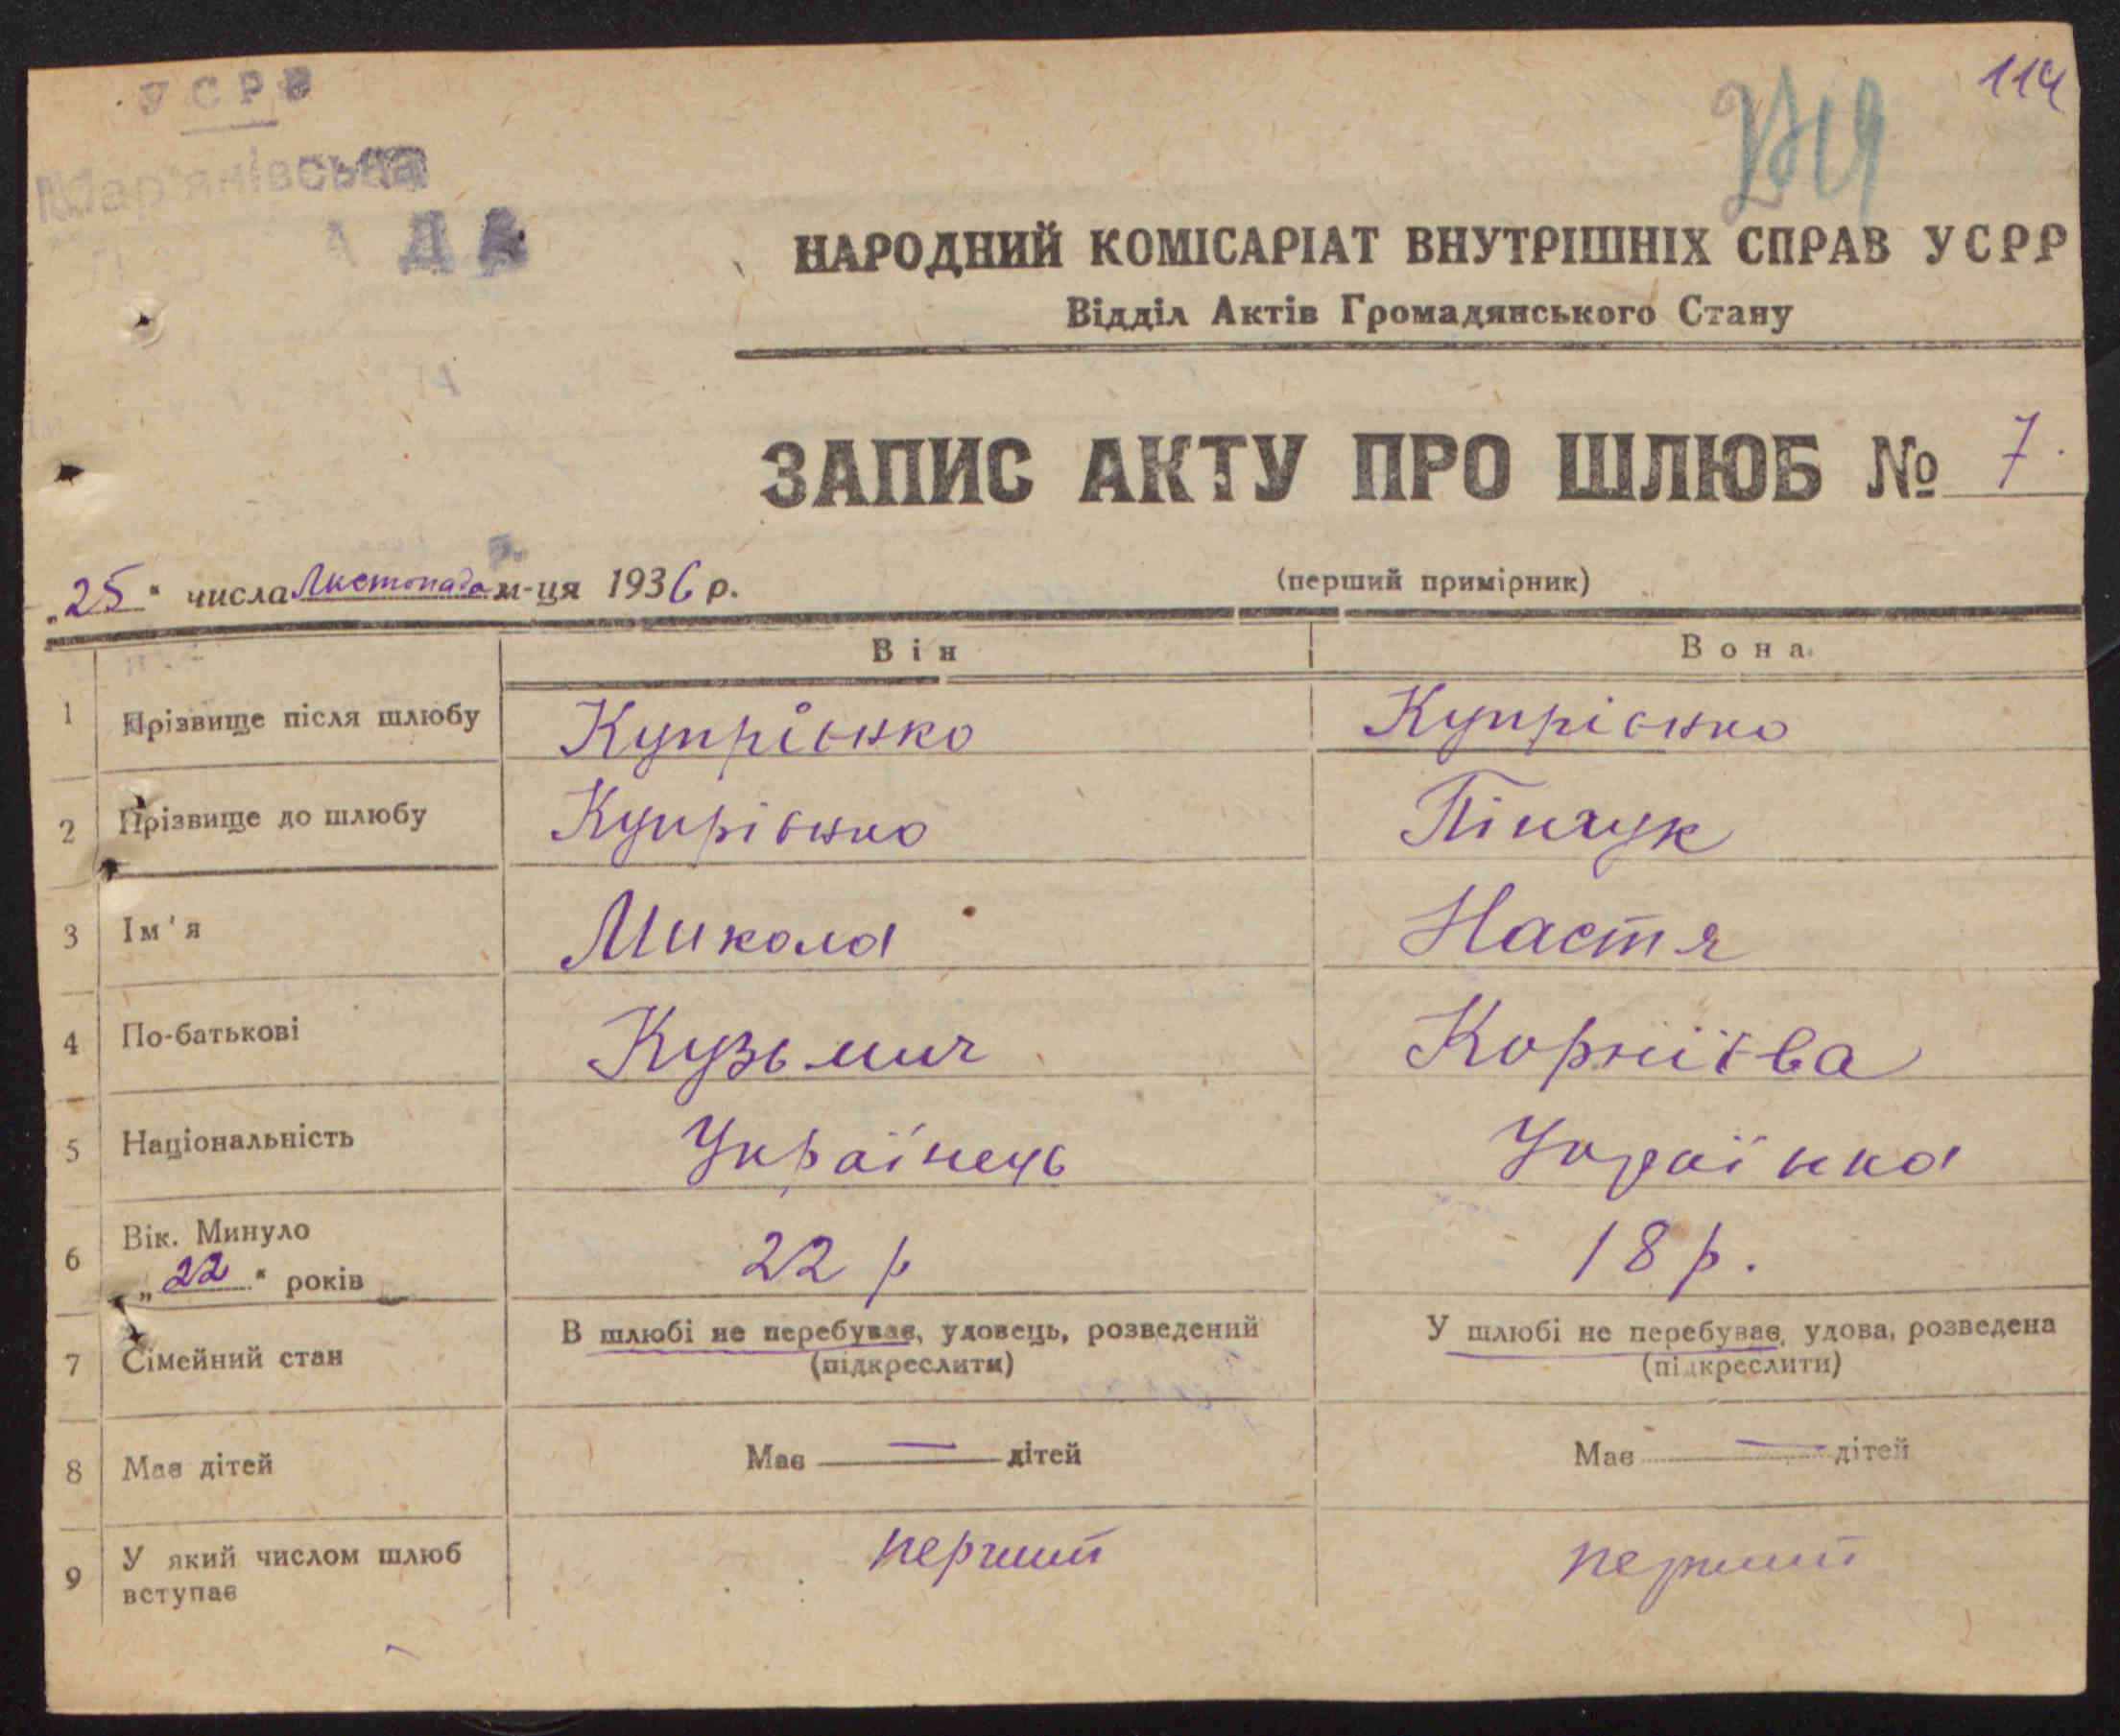 УСРР
Мар'янівська
АДА
114
НАРОДНИЙ КОМІСАРІАТ ВНУТРІШНІХ СПРАВ УСРР
Відділ Актів Громадянського Стану
ЗАПИС АКТУ ПРО ШЛЮБ № 7.
„25" числа Листопада м-ця 1936 р.
(перший примірник)
Він Вона
1 Прізвище після шлюбу Купрієнко Купрієнко
2 Прізвище до шлюбу Купрієнко Пінчук
3 Ім'я Микола Настя
4 По-батькові Кузьмич Корніїва
5 Національність Українець Українка
6 Вік. Минуло
„22" років 22 р 18 р.
7 Сімейний стан В шлюбі не перебуває, удовець, розведений У шлюбі не перебуває, удова, розведена
(підкреслити) (підкреслити)
8 Має дітей Має — дітей Має — дітей
9 У який числом шлюб
вступає перший перший